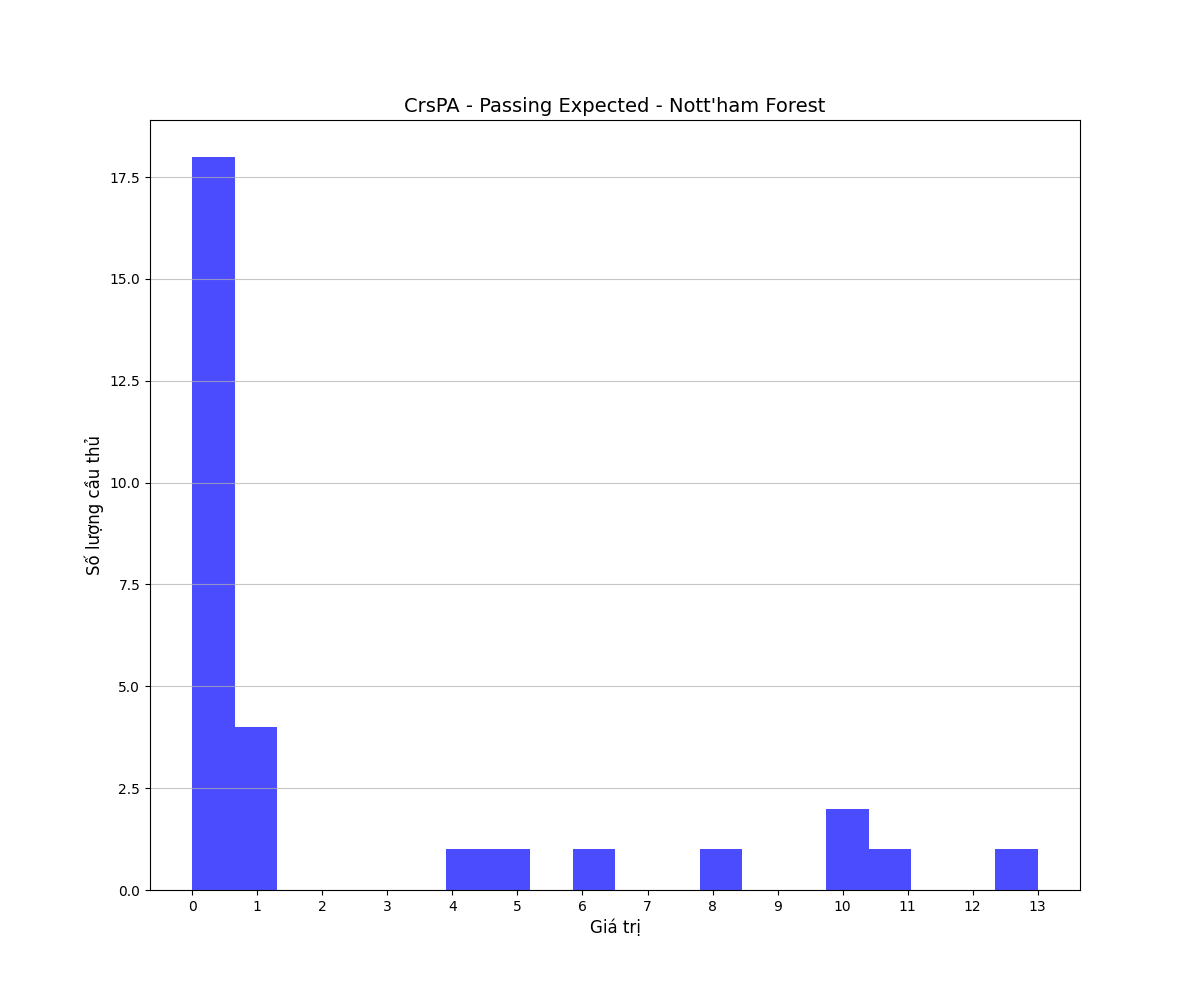 CrsPA - Passing Expected - Nott'ham Forest
Số lượng cầu thủ
17.5
15.0
12.5
10.0
7.5
5.0
2.5
0.0
0 1 2 3 4 5 6 7 8 9 10 11 12 13
Giá trị